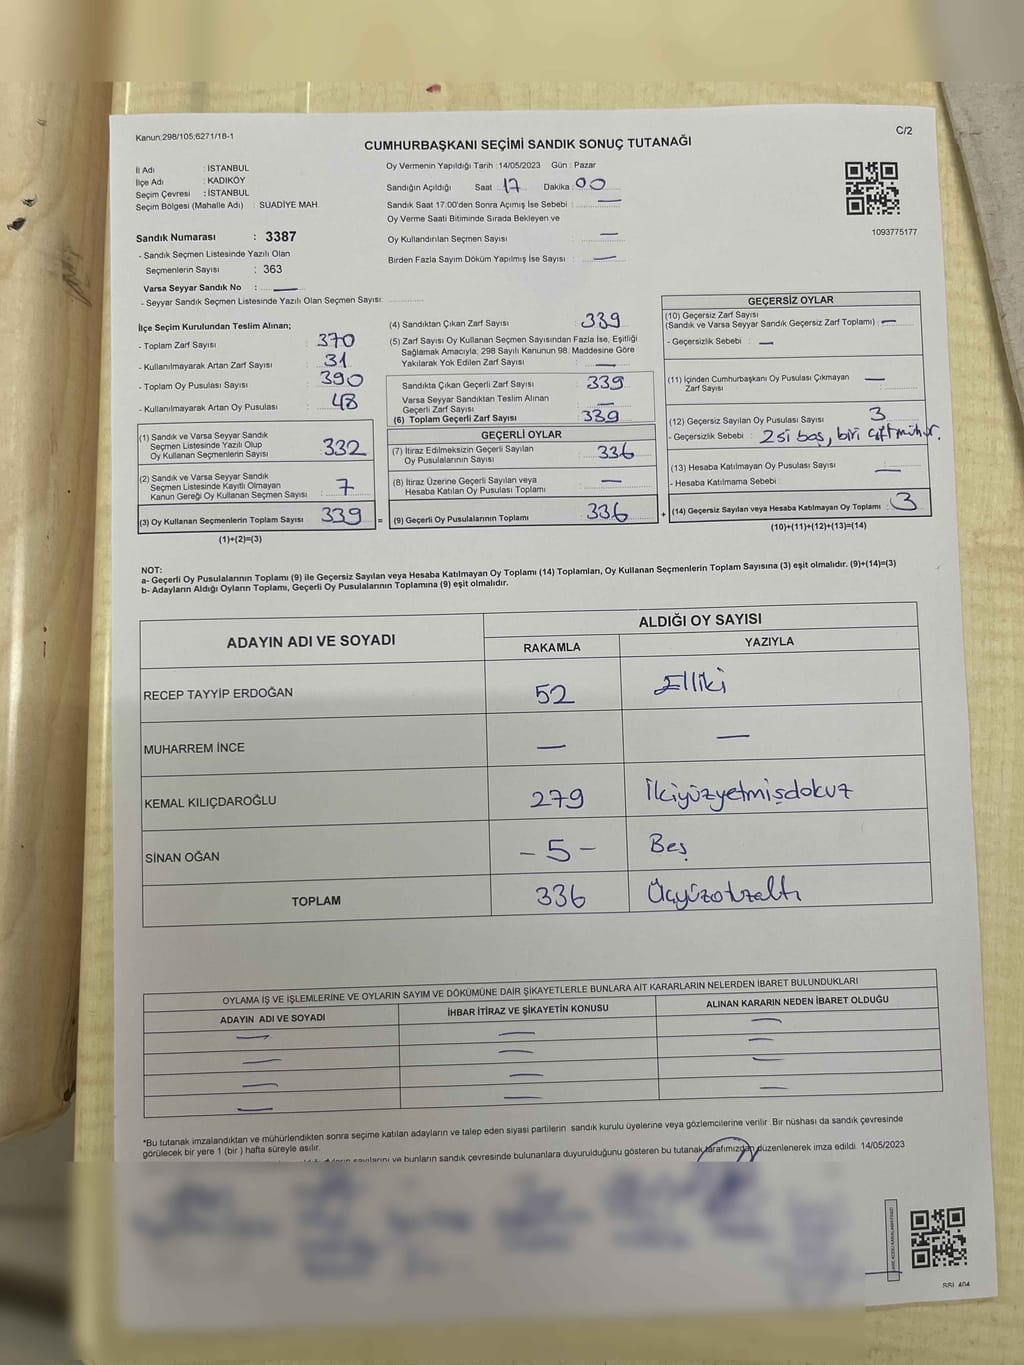 Kanun:298/105;6271/18-1
C/2
CUMHURBAŞKANI SEÇİMİ SANDIK SONUÇ TUTANAĞI
İl Adı : İSTANBUL
İlçe Adı : KADIKÖY
Seçim Çevresi : İSTANBUL
Seçim Bölgesi (Mahalle Adı) : SUADİYE MAH.
Sandık Numarası : 3387
- Sandık Seçmen Listesinde Yazılı Olan
Seçmenlerin Sayısı : 363
Varsa Seyyar Sandık No : —
- Seyyar Sandık Seçmen Listesinde Yazılı Olan Seçmen Sayısı:
Oy Vermenin Yapıldığı Tarih : 14/05/2023 Gün : Pazar
Sandığın Açıldığı Saat : 17 Dakika : 00
Sandık Saat 17.00'den Sonra Açımış İse Sebebi : —
Oy Verme Saati Bitiminde Sırada Bekleyen ve
Oy Kullandırılan Seçmen Sayısı : —
Birden Fazla Sayım Döküm Yapılmış İse Sayısı : —
1093775177
İlçe Seçim Kurulundan Teslim Alınan;
- Toplam Zarf Sayısı : 370
- Kullanılmayarak Artan Zarf Sayısı : 31
- Toplam Oy Pusulası Sayısı : 390
- Kullanılmayarak Artan Oy Pusulası : 48
(1) Sandık ve Varsa Seyyar Sandık
Seçmen Listesinde Yazılı Olup
Oy Kullanan Seçmenlerin Sayısı : 332
(2) Sandık ve Varsa Seyyar Sandık
Seçmen Listesinde Kayıtlı Olmayan
Kanun Gereği Oy Kullanan Seçmen Sayısı : 7
(3) Oy Kullanan Seçmenlerin Toplam Sayısı : 339 =
(1)+(2)=(3)
(4) Sandıktan Çıkan Zarf Sayısı : 339
(5) Zarf Sayısı Oy Kullanan Seçmen Sayısından Fazla İse, Eşitliği
Sağlamak Amacıyla; 298 Sayılı Kanunun 98. Maddesine Göre
Yakılarak Yok Edilen Zarf Sayısı : —
Sandıkta Çıkan Geçerli Zarf Sayısı : 339
Varsa Seyyar Sandıktan Teslim Alınan
Geçerli Zarf Sayısı : —
(6) Toplam Geçerli Zarf Sayısı : 339
GEÇERLİ OYLAR
(7) İtiraz Edilmeksizin Geçerli Sayılan
Oy Pusulalarının Sayısı : 336
(8) İtiraz Üzerine Geçerli Sayılan veya
Hesaba Katılan Oy Pusulası Toplamı : —
(9) Geçerli Oy Pusulalarının Toplamı : 336 +
GEÇERSİZ OYLAR
(10) Geçersiz Zarf Sayısı
(Sandık ve Varsa Seyyar Sandık Geçersiz Zarf Toplamı) : —
- Geçersizlik Sebebi : —
(11) İçinden Cumhurbaşkanı Oy Pusulası Çıkmayan
Zarf Sayısı : —
(12) Geçersiz Sayılan Oy Pusulası Sayısı : 3
- Geçersizlik Sebebi : 2si boş, biri çift mühür.
(13) Hesaba Katılmayan Oy Pusulası Sayısı : —
- Hesaba Katılmama Sebebi :
(14) Geçersiz Sayılan veya Hesaba Katılmayan Oy Toplamı : 3
(10)+(11)+(12)+(13)=(14)
NOT:
a- Geçerli Oy Pusulalarının Toplamı (9) ile Geçersiz Sayılan veya Hesaba Katılmayan Oy Toplamı (14) Toplamları, Oy Kullanan Seçmenlerin Toplam Sayısına (3) eşit olmalıdır. (9)+(14)=(3)
b- Adayların Aldığı Oyların Toplamı, Geçerli Oy Pusulalarının Toplamına (9) eşit olmalıdır.
ADAYIN ADI VE SOYADI
ALDIĞI OY SAYISI
RAKAMLA YAZIYLA
RECEP TAYYİP ERDOĞAN 52 Elliki
MUHARREM İNCE — —
KEMAL KILIÇDAROĞLU 279 İkiyüzyetmişdokuz
SİNAN OĞAN - 5 - Beş
TOPLAM 336 Üçyüzotuzaltı
OYLAMA İŞ VE İŞLEMLERİNE VE OYLARIN SAYIM VE DÖKÜMÜNE DAİR ŞİKAYETLERLE BUNLARA AİT KARARLARIN NELERDEN İBARET BULUNDUKLARI
ADAYIN ADI VE SOYADI İHBAR İTİRAZ VE ŞİKAYETİN KONUSU ALINAN KARARIN NEDEN İBARET OLDUĞU
— — —
— — —
— — —
— — —
*Bu tutanak imzalandıktan ve mühürlendikten sonra seçime katılan adayların ve talep eden siyasi partilerin sandık kurulu üyelerine veya gözlemcilerine verilir. Bir nüshası da sandık çevresinde
görülecek bir yere 1 (bir) hafta süreyle asılır.
sayılarını ve bunların sandık çevresinde bulunanlara duyurulduğunu gösteren bu tutanak tarafımızdan düzenlenerek imza edildi. 14/05/2023